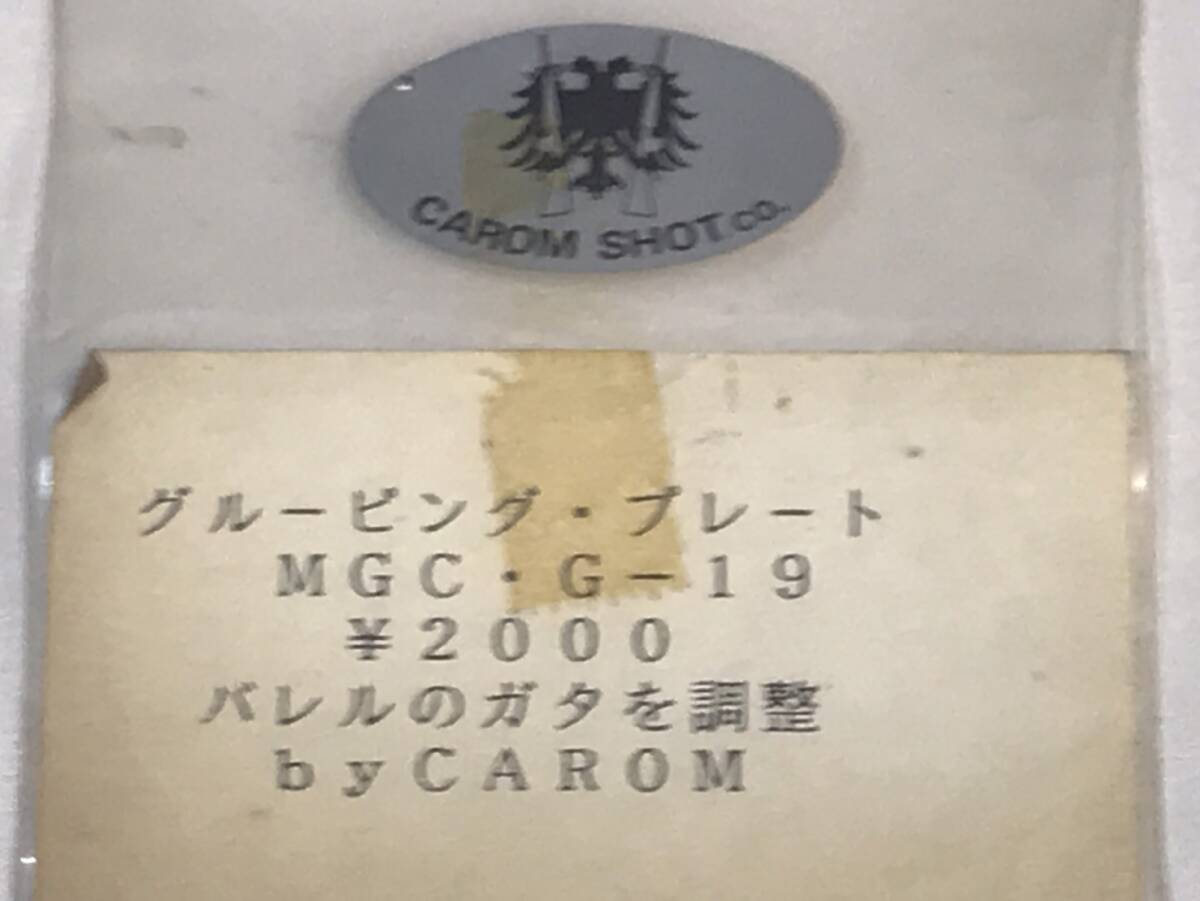 CAROM SHOT CO.
グルービング・プレート
MGC・G－19
¥2000
バレルのガタを調整
byCAROM